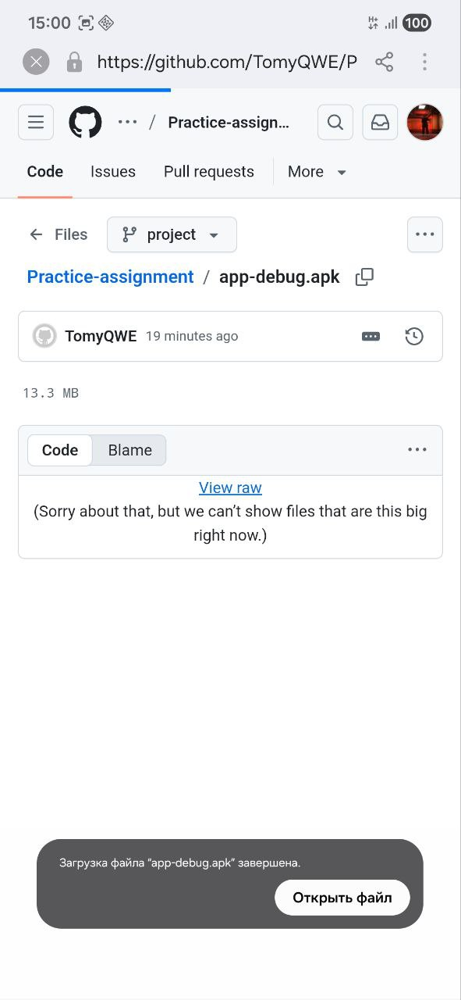 15:00
H+
100
https://github.com/TomyQWE/P
/ Practice-assign...
Code Issues Pull requests More
Files project
Practice-assignment / app-debug.apk
TomyQWE 19 minutes ago
13.3 MB
Code Blame
View raw
(Sorry about that, but we can't show files that are this big
right now.)
Загрузка файла "app-debug.apk" завершена.
Открыть файл